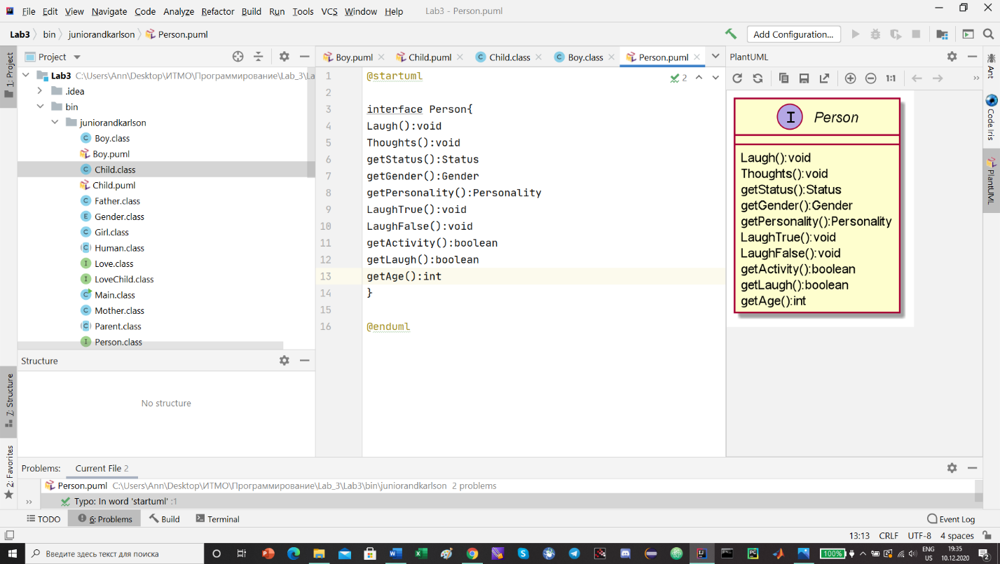 File Edit View Navigate Code Analyze Refactor Build Run Tools VCS Window Help Lab3 - Person.puml
Lab3 bin juniorandkarlson Person.puml Add Configuration...
1: Project
Project
Lab3 C:\Users\Ann\Desktop\ИТМО\Программирование\Lab_3\La
.idea
bin
juniorandkarlson
Boy.class
Boy.puml
Child.class
Child.puml
Father.class
Gender.class
Girl.class
Human.class
Love.class
LoveChild.class
Main.class
Mother.class
Parent.class
Person.class
Boy.puml Child.puml Child.class Boy.class Person.puml
1 @startuml
2
3 interface Person{
4 Laugh():void
5 Thoughts():void
6 getStatus():Status
7 getGender():Gender
8 getPersonality():Personality
9 LaughTrue():void
10 LaughFalse():void
11 getActivity():boolean
12 getLaugh():boolean
13 getAge():int
14 }
15
16 @enduml
2
PlantUML
1:1
I Person
Laugh():void
Thoughts():void
getStatus():Status
getGender():Gender
getPersonality():Personality
LaughTrue():void
LaughFalse():void
getActivity():boolean
getLaugh():boolean
getAge():int
Ant
Code Iris
PlantUML
Structure
No structure
Z: Structure
2: Favorites
Problems: Current File 2
Person.puml C:\Users\Ann\Desktop\ИТМО\Программирование\Lab_3\Lab3\bin\juniorandkarlson 2 problems
Typo: In word 'startuml' :1
TODO 6: Problems Build Terminal Event Log
13:13 CRLF UTF-8 4 spaces
Введите здесь текст для поиска
100%
ENG
US
19:35
10.12.2020
2